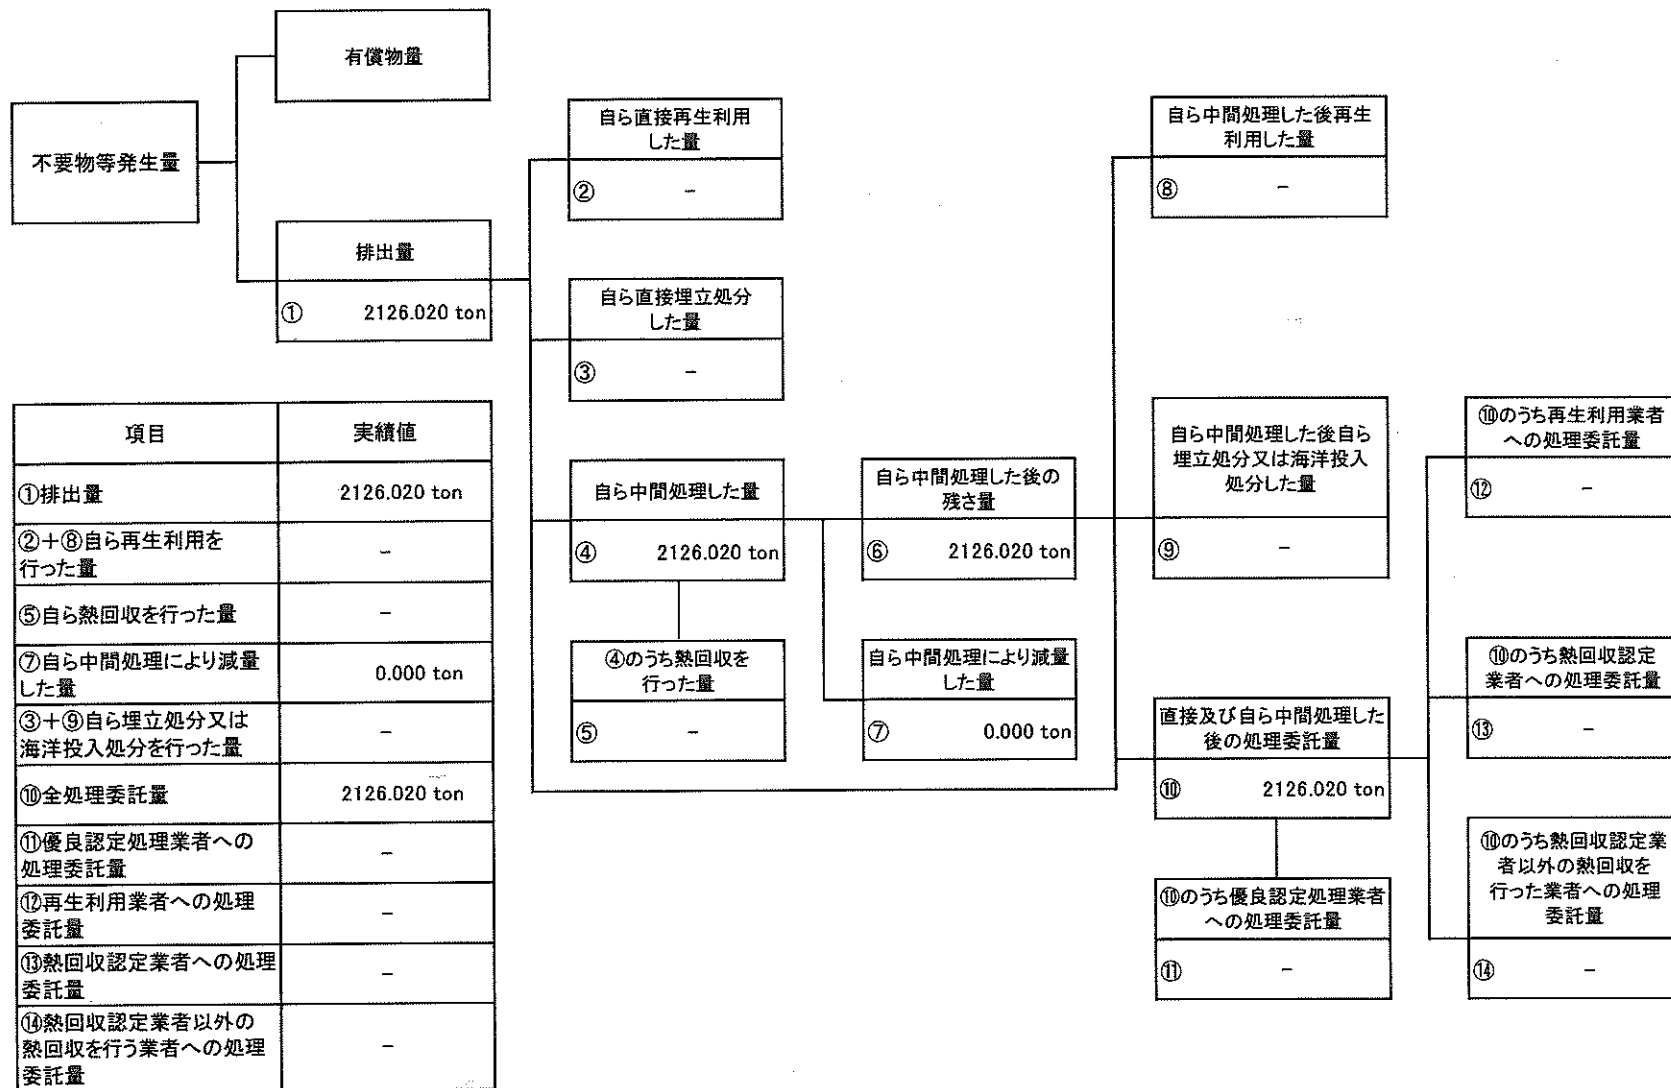 不要物等発生量
有償物量
排出量
① 2126.020 ton
自ら直接再生利用
した量
② －
自ら直接埋立処分
した量
③ －
自ら中間処理した量
④ 2126.020 ton
④のうち熱回収を
行った量
⑤ －
自ら中間処理した後の
残さ量
⑥ 2126.020 ton
自ら中間処理により減量
した量
⑦ 0.000 ton
自ら中間処理した後再生
利用した量
⑧ －
自ら中間処理した後自ら
埋立処分又は海洋投入
処分した量
⑨ －
直接及び自ら中間処理した
後の処理委託量
⑩ 2126.020 ton
⑩のうち優良認定処理業者
への処理委託量
⑪ －
⑩のうち再生利用業者
への処理委託量
⑫ －
⑩のうち熱回収認定
業者への処理委託量
⑬ －
⑩のうち熱回収認定業
者以外の熱回収を
行った業者への処理
委託量
⑭ －
項目 実績値
①排出量 2126.020 ton
②＋⑧自ら再生利用を
行った量 －
⑤自ら熱回収を行った量 －
⑦自ら中間処理により減量
した量 0.000 ton
③＋⑨自ら埋立処分又は
海洋投入処分を行った量 －
⑩全処理委託量 2126.020 ton
⑪優良認定処理業者への
処理委託量 －
⑫再生利用業者への処理
委託量 －
⑬熱回収認定業者への処理
委託量 －
⑭熱回収認定業者以外の
熱回収を行う業者への処理
委託量 －